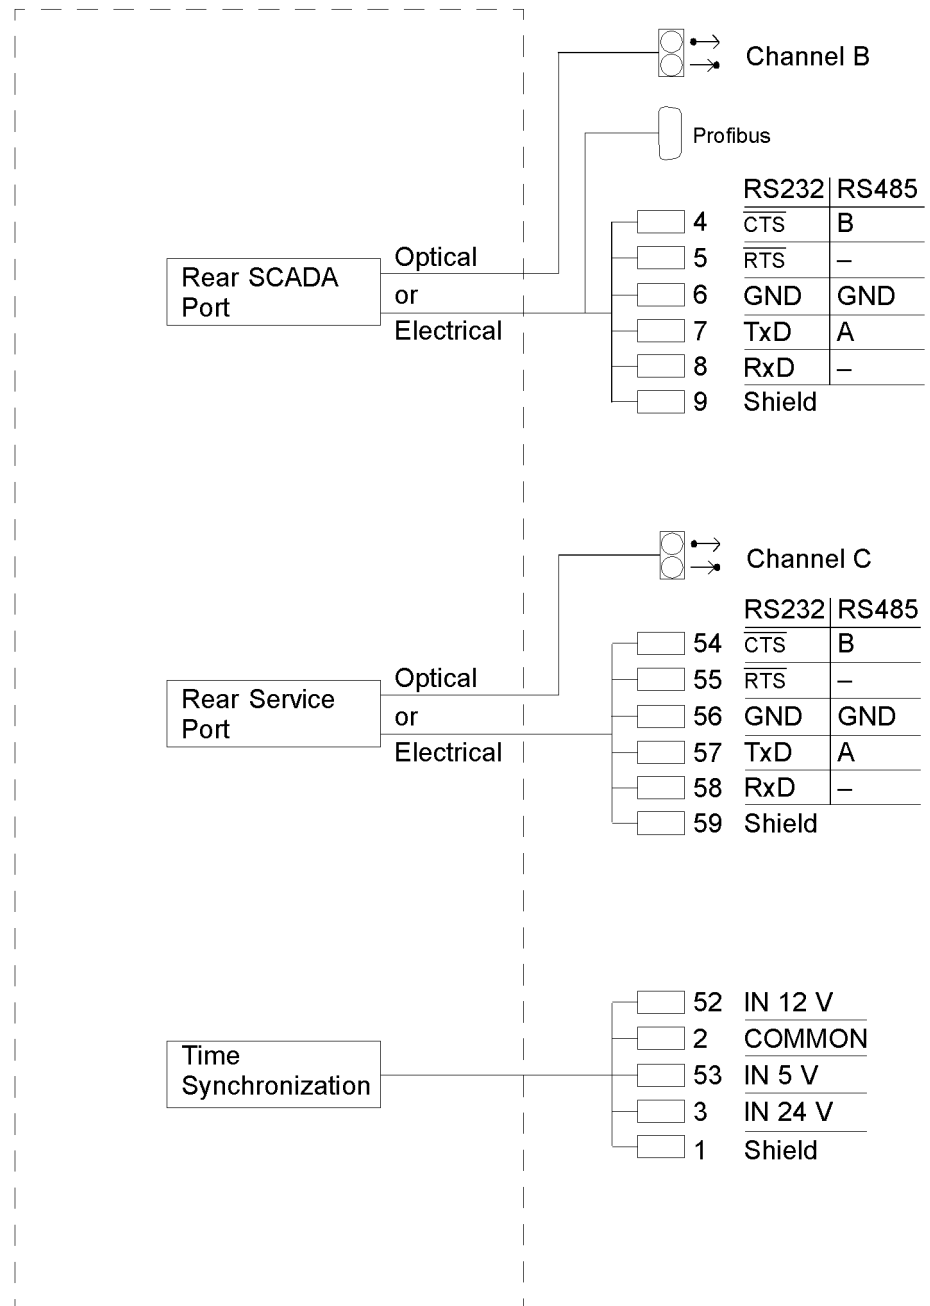 Channel B
Profibus
RS232 RS485
4 CTS B
5 RTS –
6 GND GND
7 TxD A
8 RxD –
9 Shield
Rear SCADA
Port
Optical
or
Electrical
Channel C
RS232 RS485
54 CTS B
55 RTS –
56 GND GND
57 TxD A
58 RxD –
59 Shield
Rear Service
Port
Optical
or
Electrical
52 IN 12 V
2 COMMON
53 IN 5 V
3 IN 24 V
1 Shield
Time
Synchronization